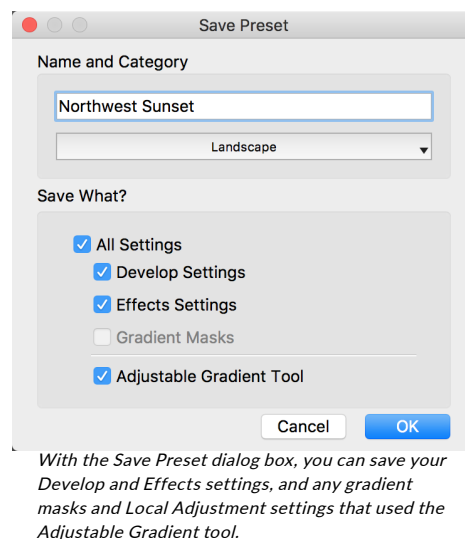 Save Preset
Name and Category
Northwest Sunset
Landscape
Save What?
All Settings
Develop Settings
Effects Settings
Gradient Masks
Adjustable Gradient Tool
Cancel OK
With the Save Preset dialog box, you can save your
Develop and Effects settings, and any gradient
masks and Local Adjustment settings that used the
Adjustable Gradient tool.